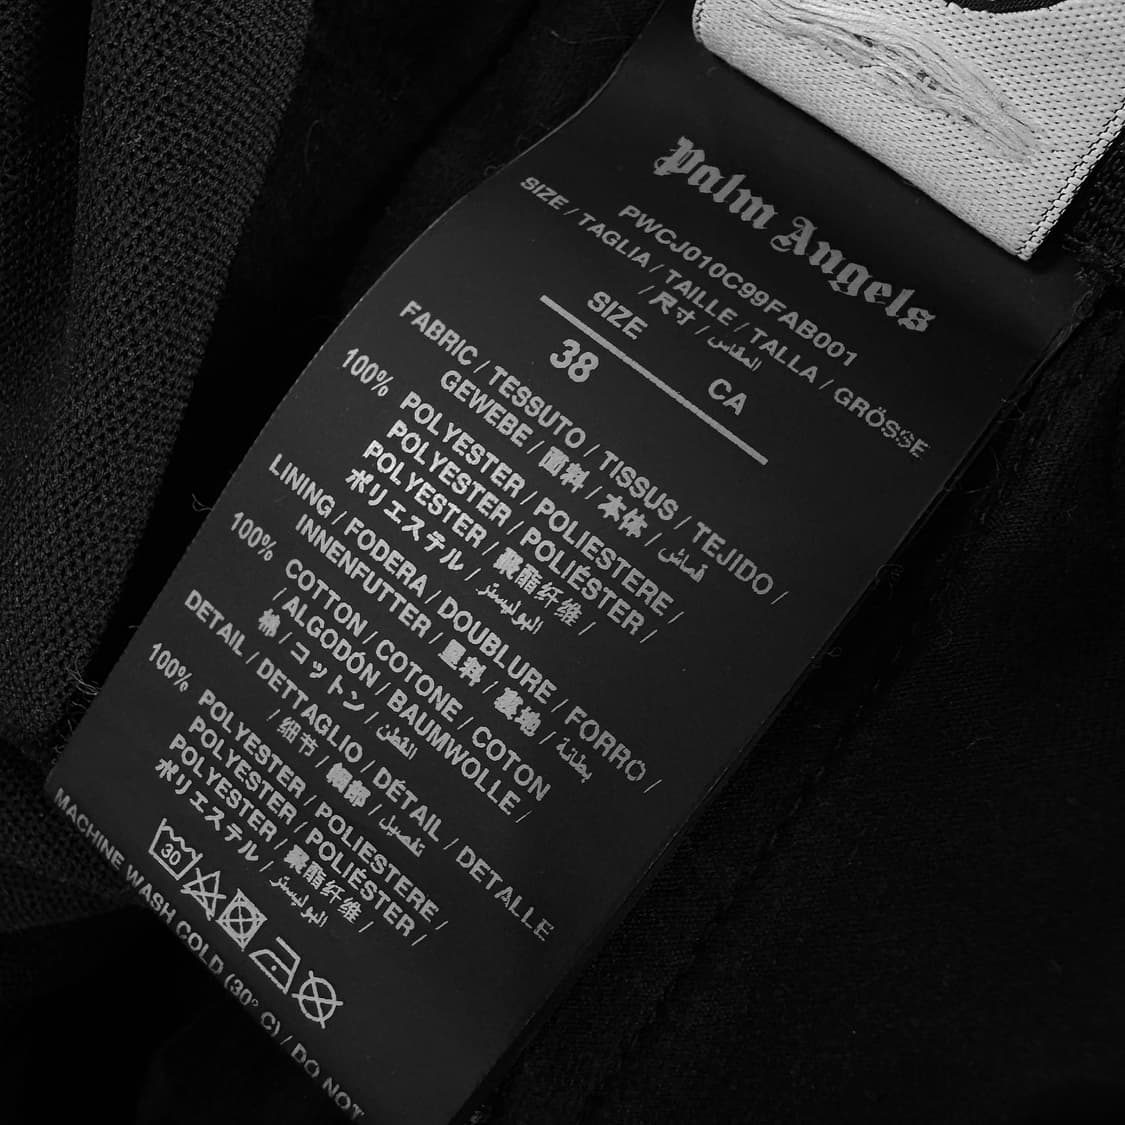 Palm Angels
PWCJ010C99FAB001
SIZE / TAGLIA / TAILLE / TALLA / GRÖSSE
/ 尺寸 / المقاس
SIZE CA
38
FABRIC / TESSUTO / TISSUS / TEJIDO /
GEWEBE / 面料 / 本体 / قماش
100% POLYESTER / POLIESTERE /
POLYESTER / POLIÉSTER /
POLYESTER / 聚酯纤维 /
ポリエステル / البوليستر
LINING / FODERA / DOUBLURE / FORRO /
INNENFUTTER / 里料 / 裏地 / بطانة
100% COTTON / COTONE / COTON
/ ALGODÓN / BAUMWOLLE /
棉 / コットン / القطن
DETAIL / DETTAGLIO / DÉTAIL / DETALLE
/ 细节 / 細部 / تفصيل
100% POLYESTER / POLIESTERE /
POLYESTER / POLIÉSTER /
POLYESTER / 聚酯纤维 /
ポリエステル / البوليستر
30
MACHINE WASH COLD (30° C) / DO NOT